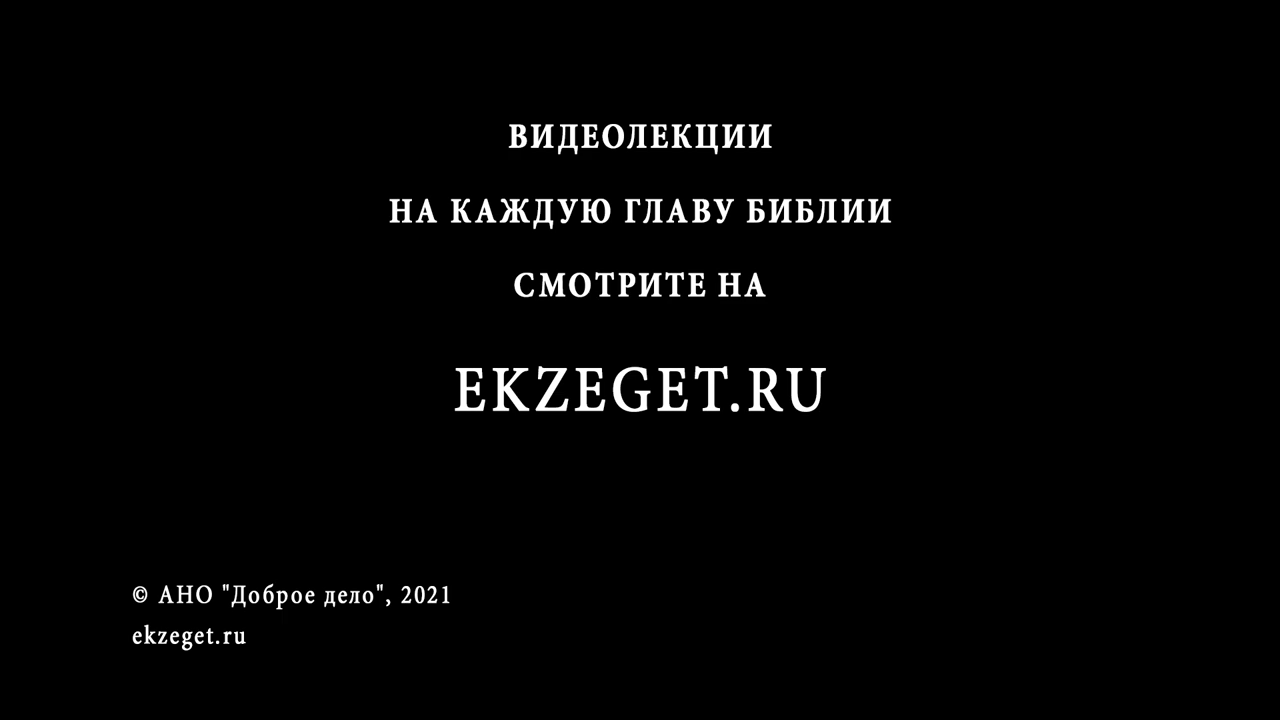 ВИДЕОЛЕКЦИИ
НА КАЖДУЮ ГЛАВУ БИБЛИИ
СМОТРИТЕ НА
EKZEGET.RU
© АНО "Доброе дело", 2021
ekzeget.ru